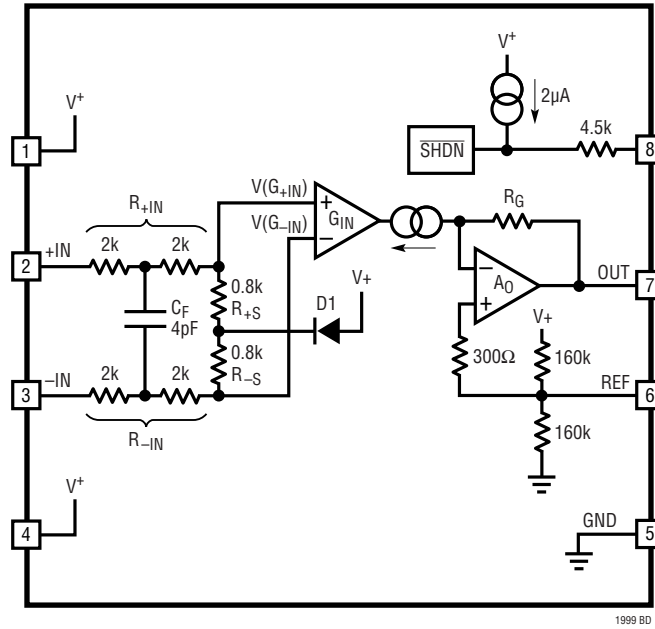 V+
2µA
V+
SHDN
4.5k
8
1
R+IN
V(G+IN)
+
GIN
V(G–IN)
–
RG
2k
2k
2
+IN
CF
4pF
0.8k
R+S
D1
V+
–
AO
+
OUT
7
0.8k
R–S
V+
300Ω
160k
3
–IN
2k
2k
REF
6
R–IN
160k
V+
4
GND
5
1999 BD